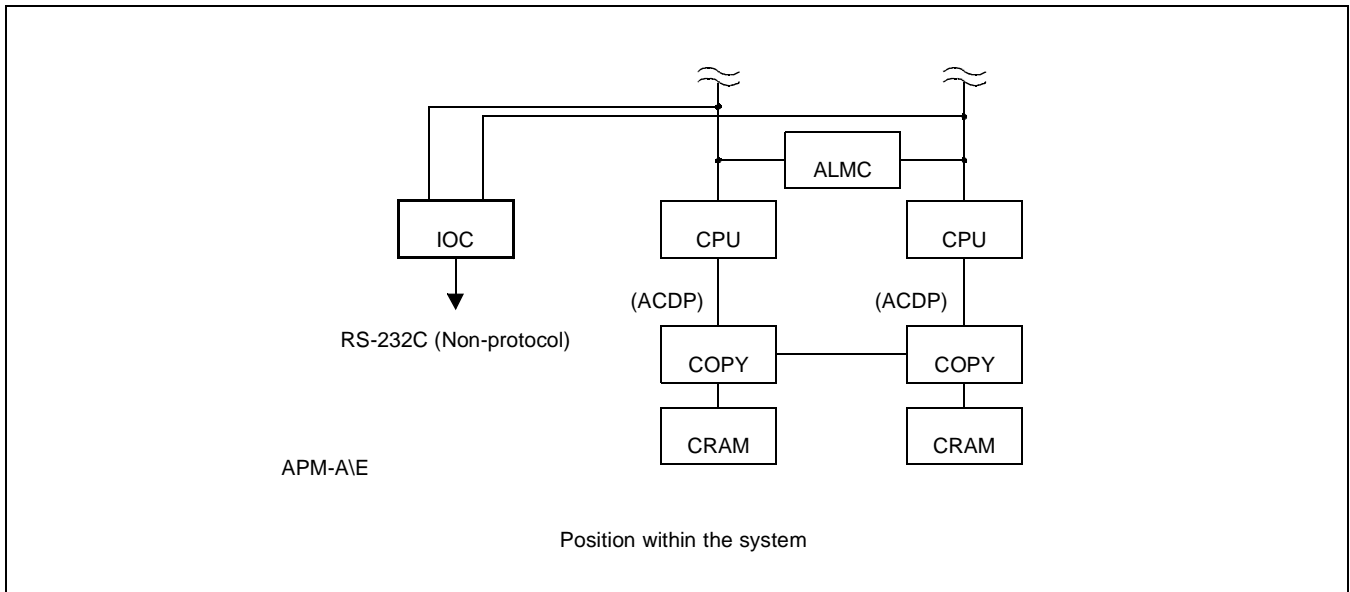 ALMC
IOC
CPU
CPU
(ACDP)
(ACDP)
RS-232C (Non-protocol)
COPY
COPY
CRAM
CRAM
APM-A\E
Position within the system